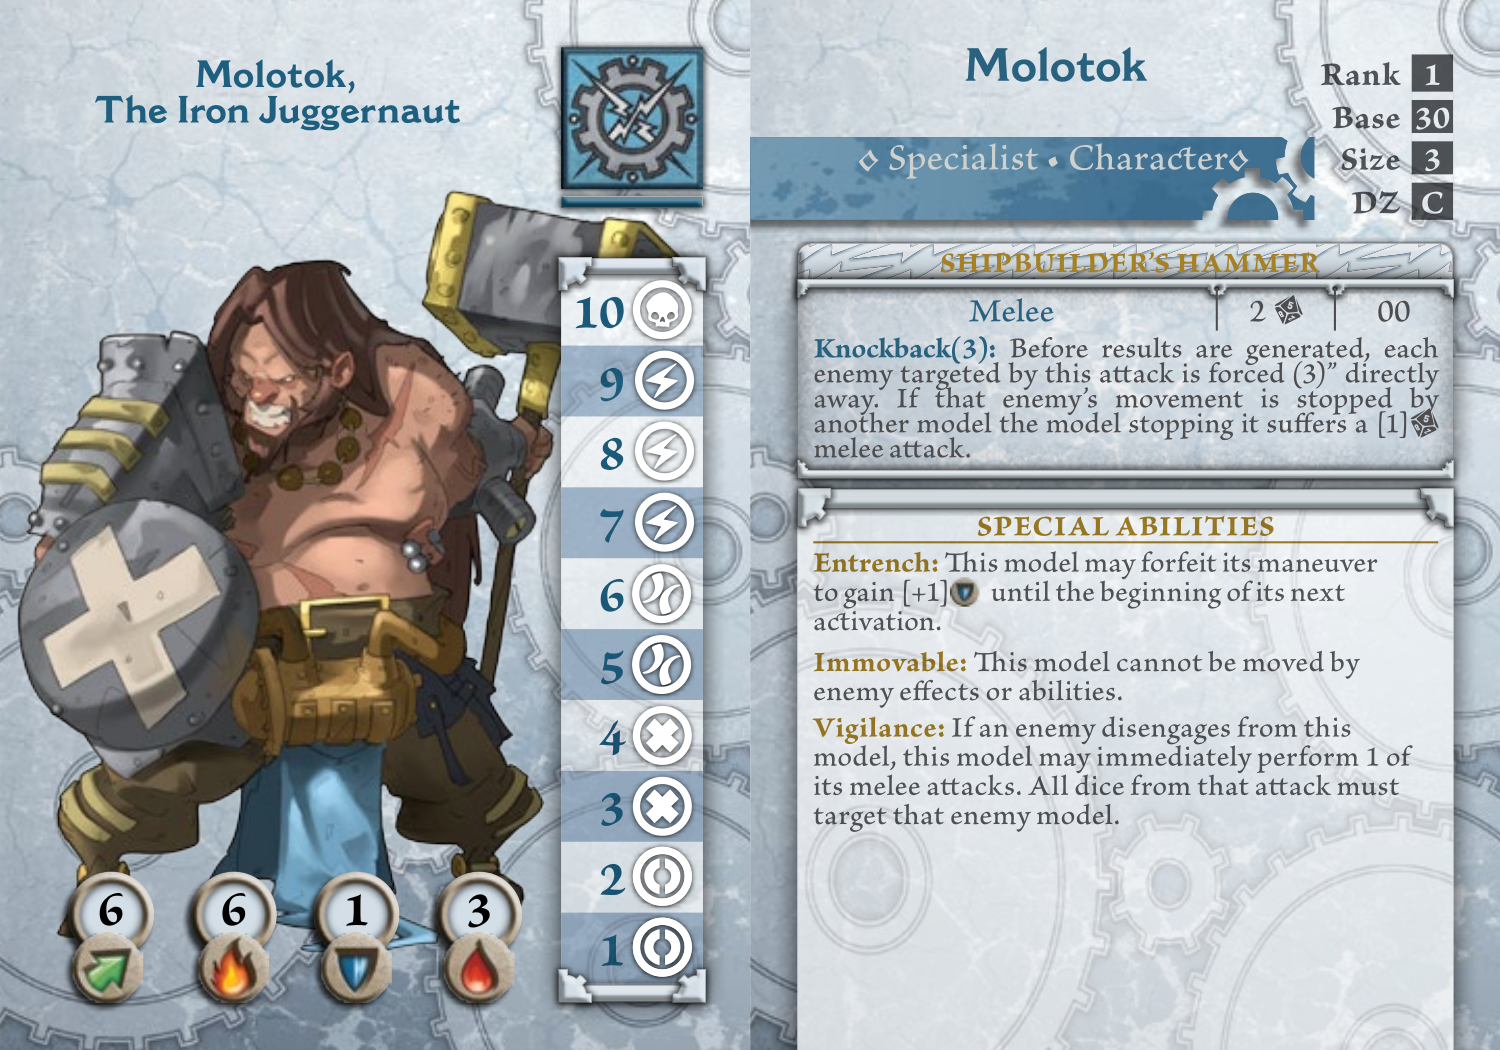 Molotok,
The Iron Juggernaut
10
9
8
7
6
5
4
3
2
1
6
6
1
3
Molotok
Rank 1
Base 30
Size 3
DZ C
Specialist • Character
SHIPBUILDER'S HAMMER
Melee 2 00
Knockback(3): Before results are generated, each
enemy targeted by this attack is forced (3)” directly
away. If that enemy’s movement is stopped by
another model the model stopping it suffers a [1]
melee attack.
SPECIAL ABILITIES
Entrench: This model may forfeit its maneuver
to gain [+1] until the beginning of its next
activation.
Immovable: This model cannot be moved by
enemy effects or abilities.
Vigilance: If an enemy disengages from this
model, this model may immediately perform 1 of
its melee attacks. All dice from that attack must
target that enemy model.